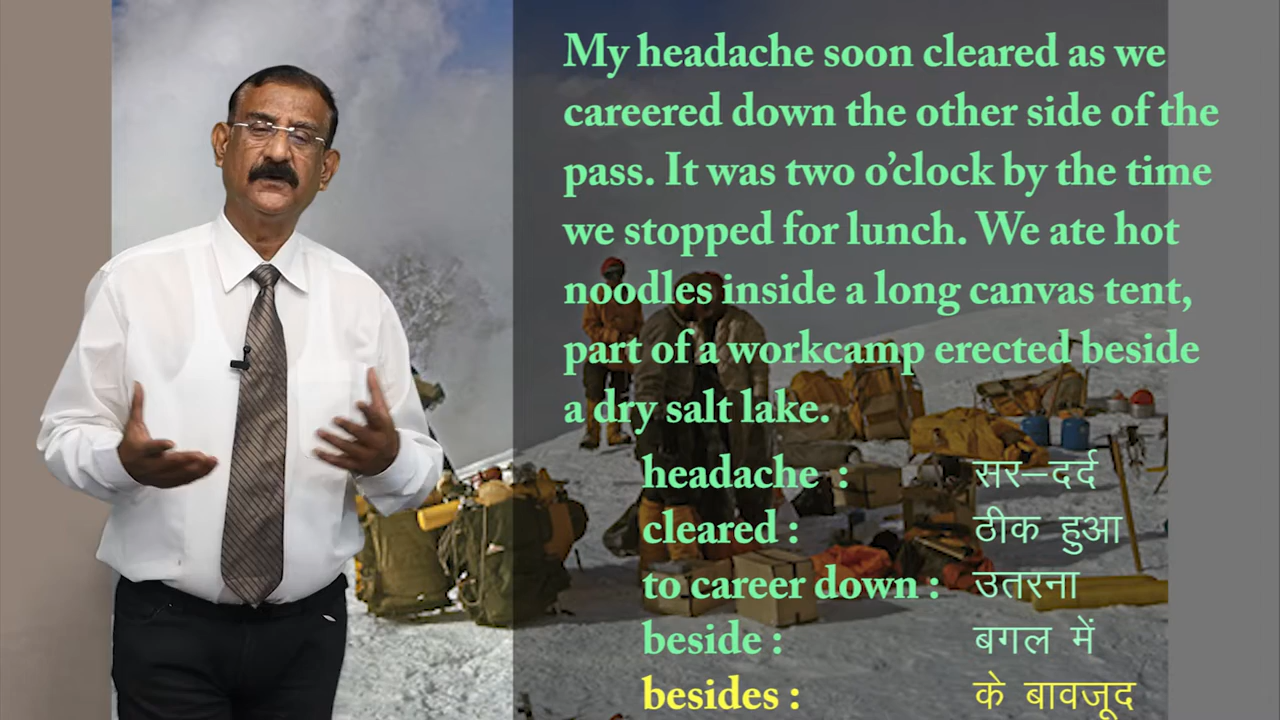 My headache soon cleared as we
careered down the other side of the
pass. It was two o’clock by the time
we stopped for lunch. We ate hot
noodles inside a long canvas tent,
part of a workcamp erected beside
a dry salt lake.
headache : सर–दर्द
cleared : ठीक हुआ
to career down : उतरना
beside : बगल में
besides : के बावजूद